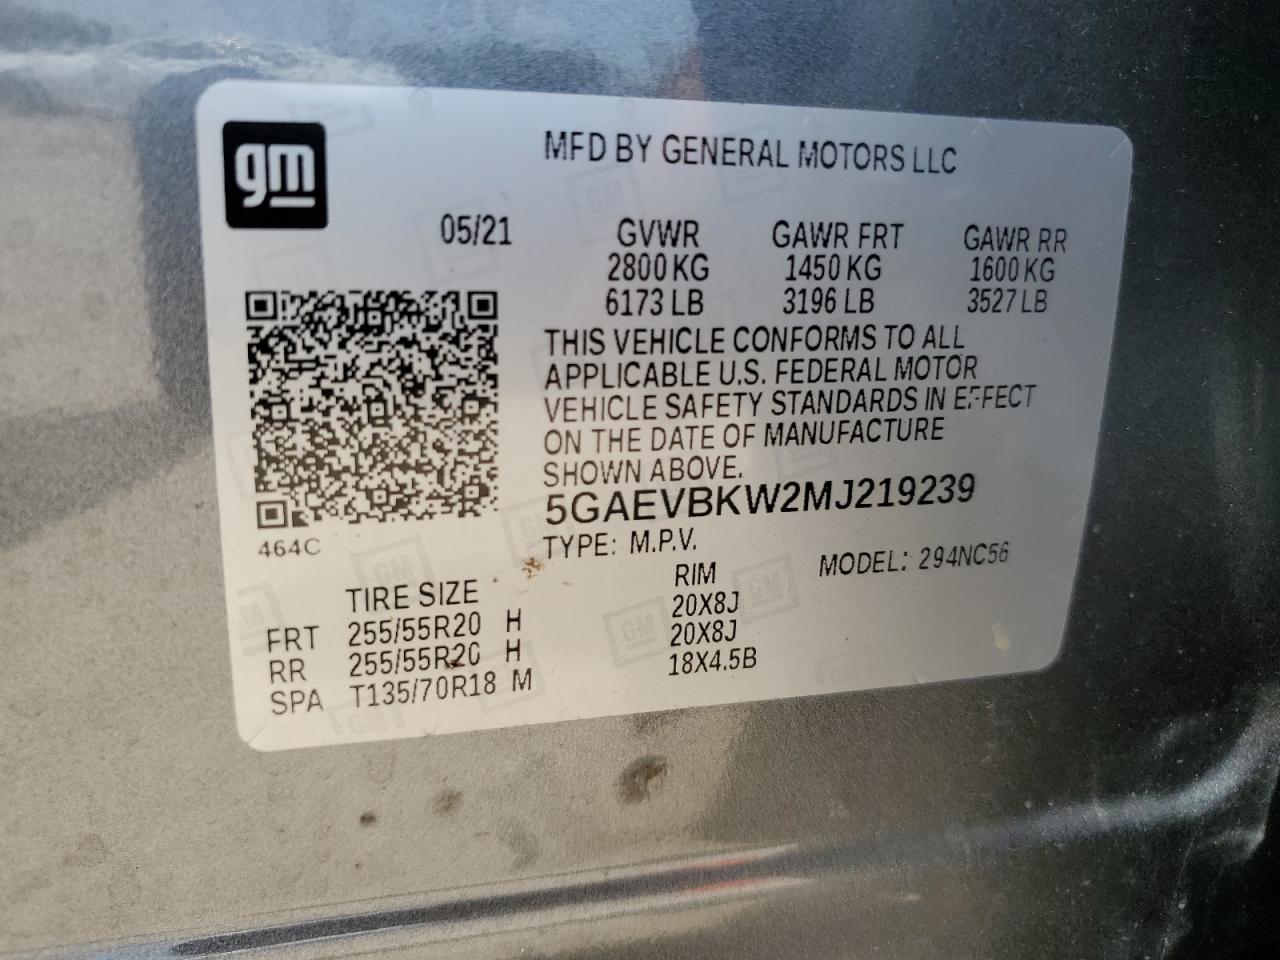 gm
MFD BY GENERAL MOTORS LLC
05/21 GVWR GAWR FRT GAWR RR
2800 KG 1450 KG 1600 KG
6173 LB 3196 LB 3527 LB
THIS VEHICLE CONFORMS TO ALL
APPLICABLE U.S. FEDERAL MOTOR
VEHICLE SAFETY STANDARDS IN EFFECT
ON THE DATE OF MANUFACTURE
SHOWN ABOVE.
5GAEVBKW2MJ219239
464C
TYPE: M.P.V. MODEL: 294NC56
TIRE SIZE RIM
FRT 255/55R20 H 20X8J
RR 255/55R20 H 20X8J
SPA T135/70R18 M 18X4.5B